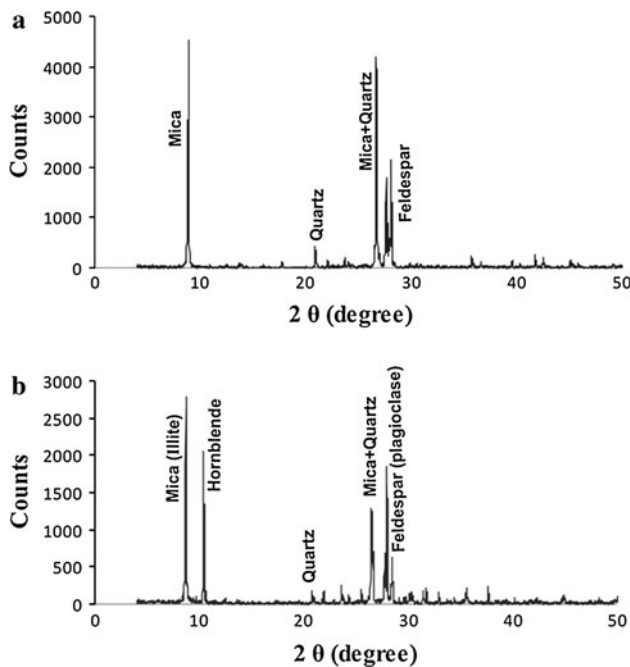 a
5000
4000
3000
2000
1000
0
Counts
Mica
Quartz
Mica+Quartz
Feldespar
0
10
20
30
40
50
2 θ (degree)
b
3000
2500
2000
1500
1000
500
0
Counts
Mica (Illite)
Hornblende
Quartz
Mica+Quartz
Feldespar (plagioclase)
0
10
20
30
40
50
2 θ (degree)